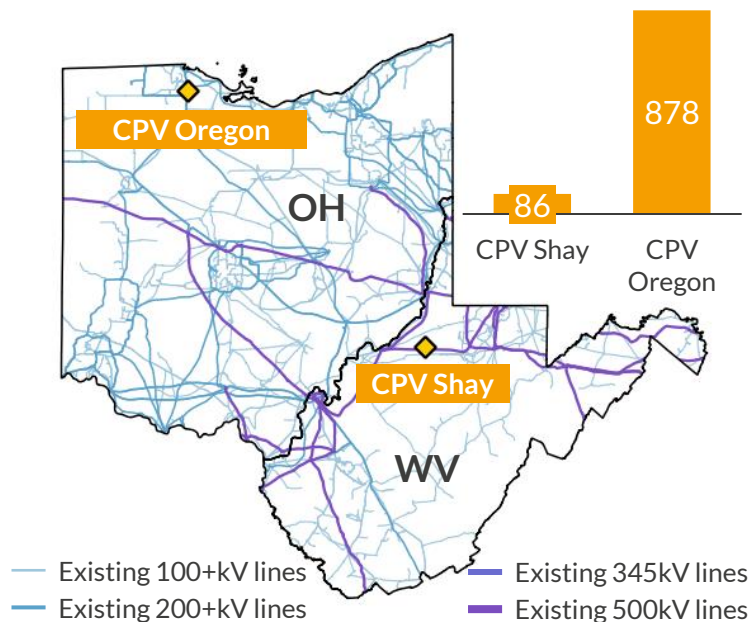 CPV Oregon
OH
878
86
CPV Shay
CPV
Oregon
CPV Shay
WV
Existing 100+kV lines
Existing 345kV lines
Existing 200+kV lines
Existing 500kV lines